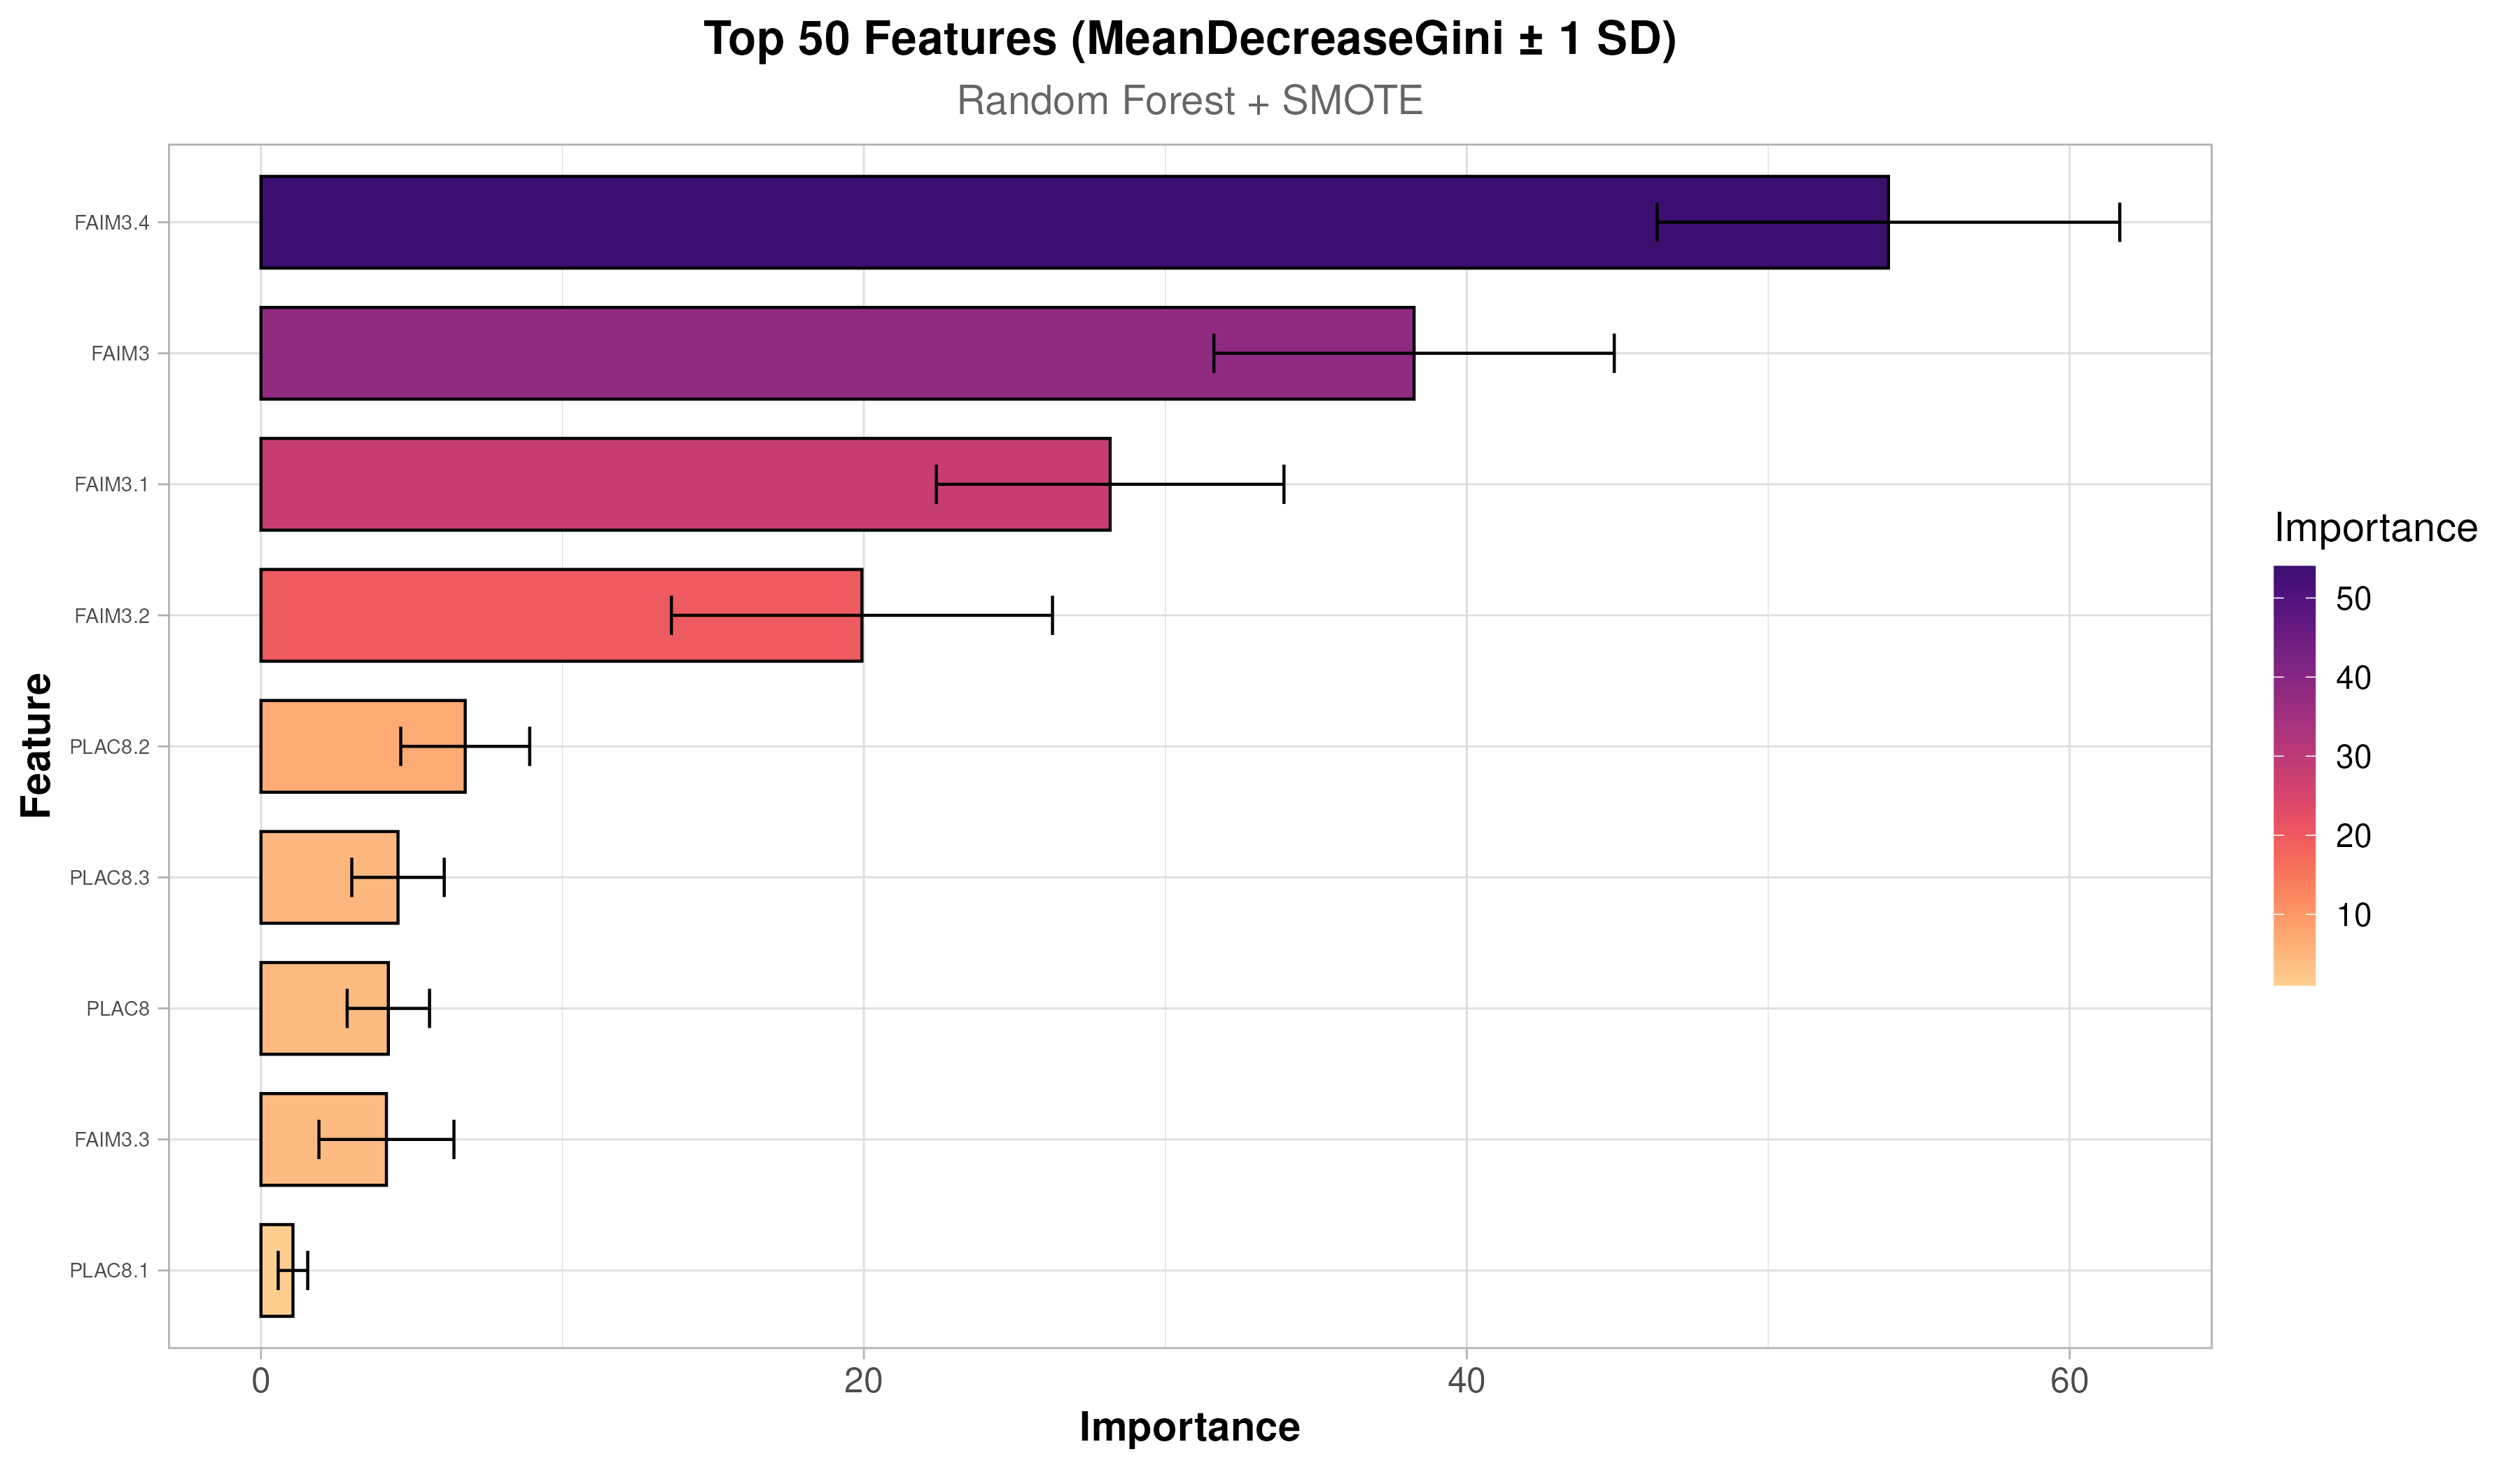 Top 50 Features (MeanDecreaseGini ± 1 SD)
Random Forest + SMOTE
Feature
FAIM3.4
FAIM3
FAIM3.1
FAIM3.2
PLAC8.2
PLAC8.3
PLAC8
FAIM3.3
PLAC8.1
0 20 40 60
Importance
Importance
50
40
30
20
10